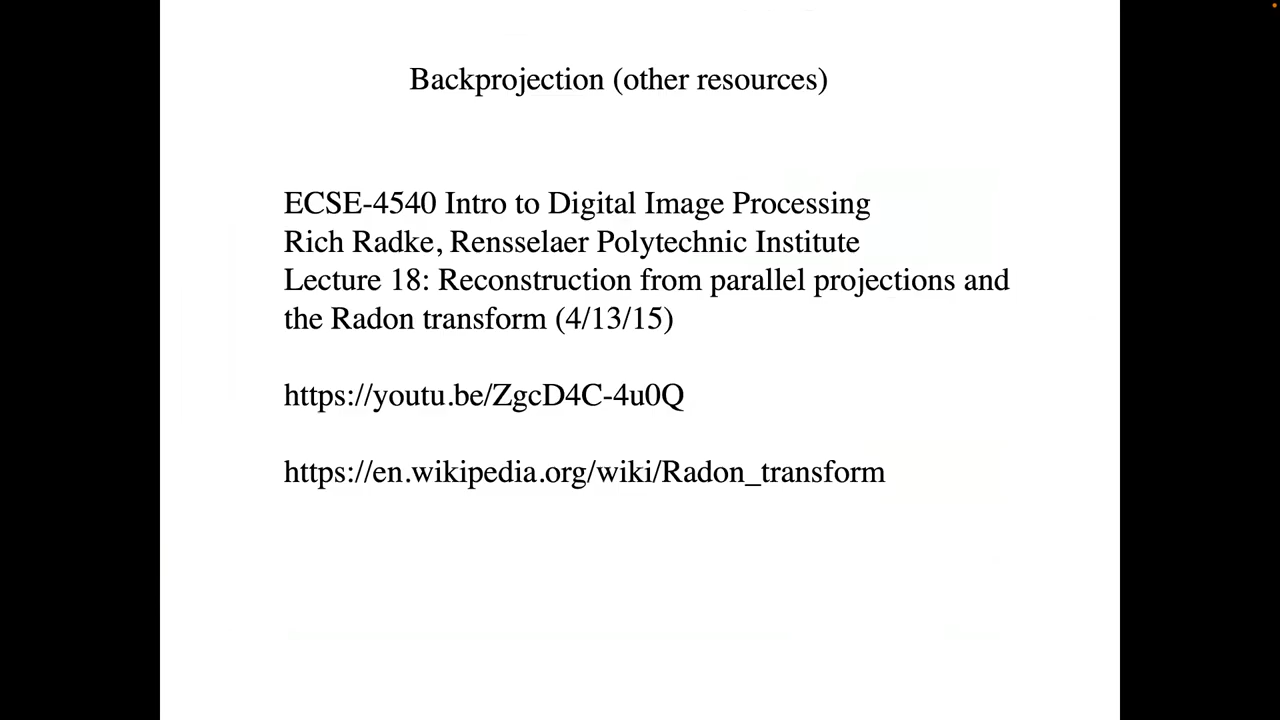 Backprojection (other resources)
ECSE-4540 Intro to Digital Image Processing
Rich Radke, Rensselaer Polytechnic Institute
Lecture 18: Reconstruction from parallel projections and
the Radon transform (4/13/15)
https://youtu.be/ZgcD4C-4u0Q
https://en.wikipedia.org/wiki/Radon_transform